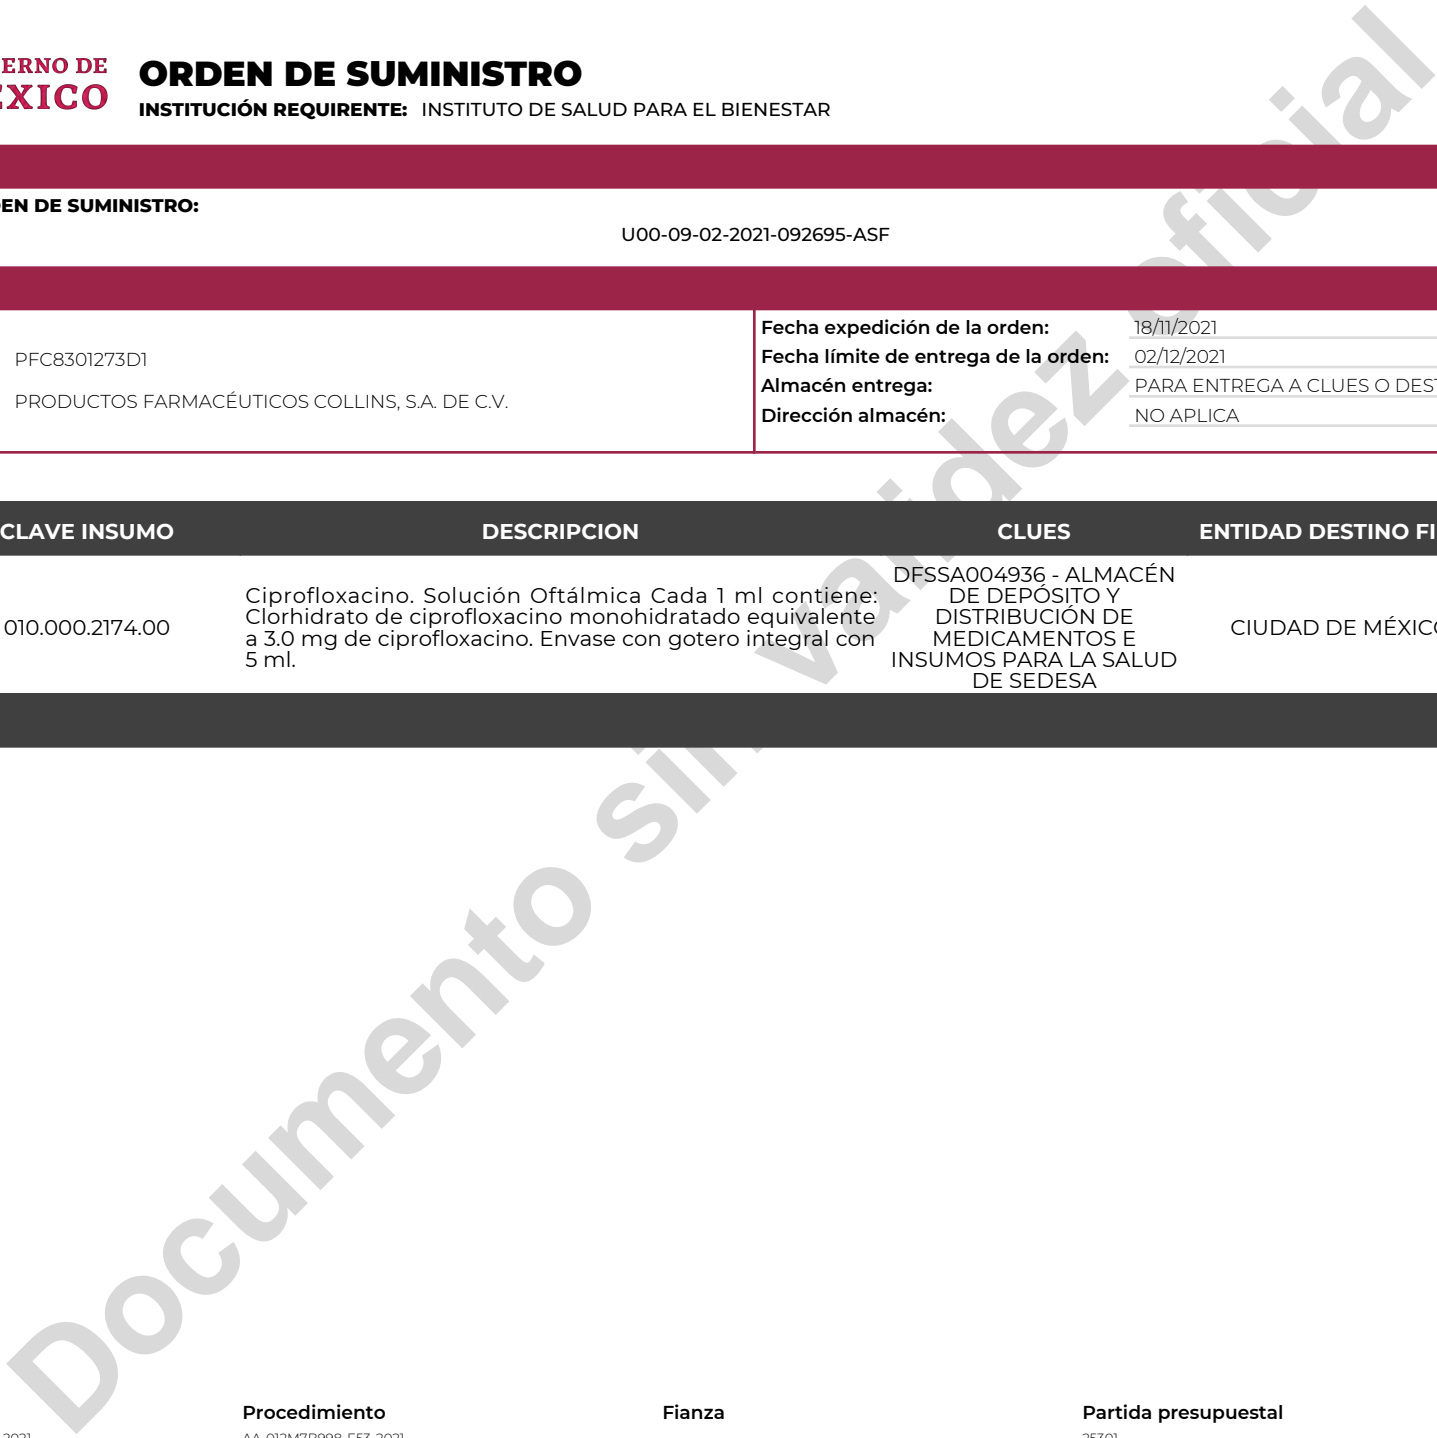 ERNO DE
ÉXICO
ORDEN DE SUMINISTRO
INSTITUCIÓN REQUIRENTE: INSTITUTO DE SALUD PARA EL BIENESTAR
EN DE SUMINISTRO:
U00-09-02-2021-092695-ASF
PFC8301273D1
PRODUCTOS FARMACÉUTICOS COLLINS, S.A. DE C.V.
Fecha expedición de la orden: 18/11/2021
Fecha límite de entrega de la orden: 02/12/2021
Almacén entrega: PARA ENTREGA A CLUES O DEST
Dirección almacén: NO APLICA
CLAVE INSUMO DESCRIPCION CLUES ENTIDAD DESTINO FI
010.000.2174.00
Ciprofloxacino. Solución Oftálmica Cada 1 ml contiene:
Clorhidrato de ciprofloxacino monohidratado equivalente
a 3.0 mg de ciprofloxacino. Envase con gotero integral con
5 ml.
DFSSA004936 - ALMACÉN
DE DEPÓSITO Y
DISTRIBUCIÓN DE
MEDICAMENTOS E
INSUMOS PARA LA SALUD
DE SEDESA
CIUDAD DE MÉXICO
Documento sin validez oficial
Procedimiento Fianza Partida presupuestal